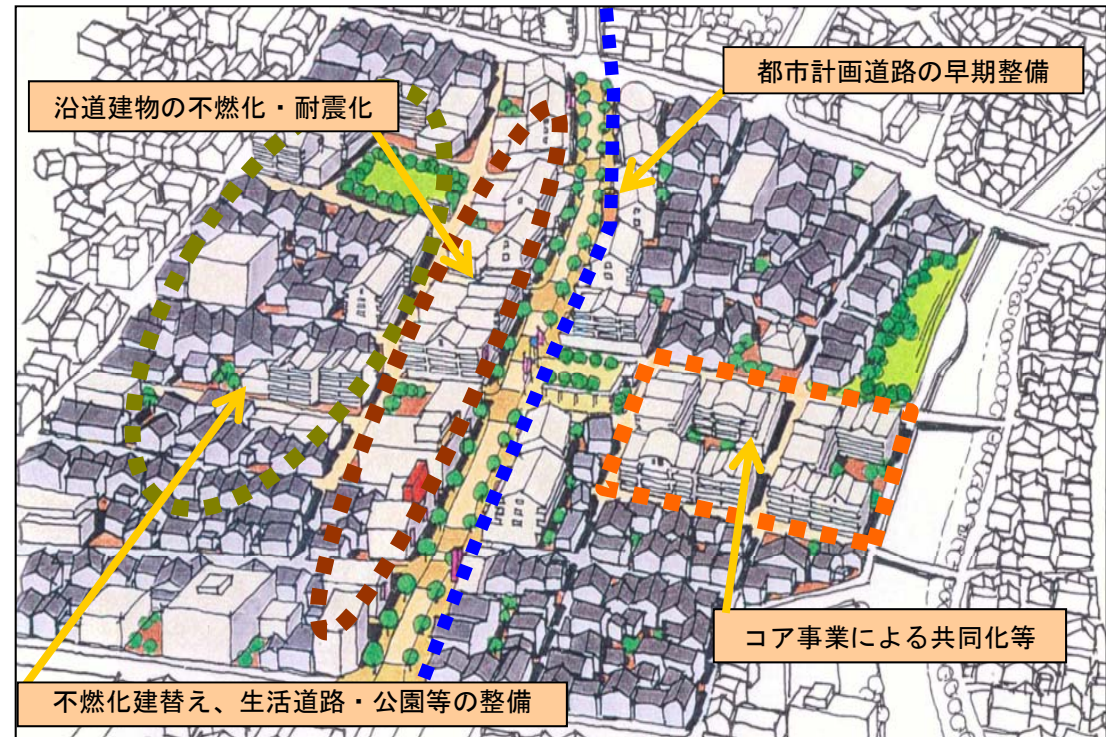 都市計画道路の早期整備
沿道建物の不燃化・耐震化
コア事業による共同化等
不燃化建替え、生活道路・公園等の整備